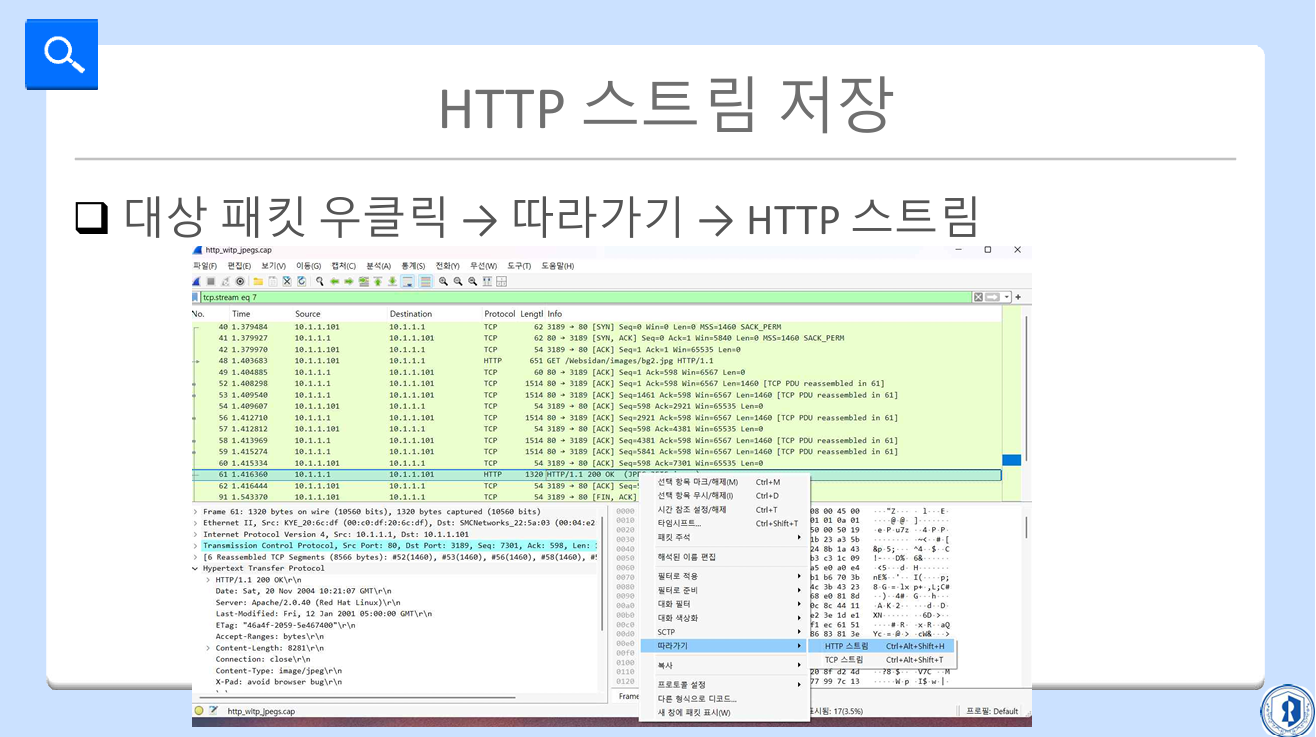 HTTP 스트림 저장
❑ 대상 패킷 우클릭 → 따라가기 → HTTP 스트림
http_witp_jpegs.cap
파일(F) 편집(E) 보기(V) 이동(G) 캡처(C) 분석(A) 통계(S) 전화(Y) 무선(W) 도구(T) 도움말(H)
tcp.stream eq 7
No. Time Source Destination Protocol Length Info
40 1.379484 10.1.1.101 10.1.1.1 TCP 62 3189 → 80 [SYN] Seq=0 Win=0 Len=0 MSS=1460 SACK_PERM
41 1.379927 10.1.1.1 10.1.1.101 TCP 62 80 → 3189 [SYN, ACK] Seq=0 Ack=1 Win=5840 Len=0 MSS=1460 SACK_PERM
42 1.379970 10.1.1.101 10.1.1.1 TCP 54 3189 → 80 [ACK] Seq=1 Ack=1 Win=65535 Len=0
48 1.403683 10.1.1.101 10.1.1.1 HTTP 651 GET /Websidan/images/bg2.jpg HTTP/1.1
49 1.404885 10.1.1.1 10.1.1.101 TCP 60 80 → 3189 [ACK] Seq=1 Ack=598 Win=6567 Len=0
52 1.408298 10.1.1.1 10.1.1.101 TCP 1514 80 → 3189 [ACK] Seq=1 Ack=598 Win=6567 Len=1460 [TCP PDU reassembled in 61]
53 1.409540 10.1.1.1 10.1.1.101 TCP 1514 80 → 3189 [ACK] Seq=1461 Ack=598 Win=6567 Len=1460 [TCP PDU reassembled in 61]
54 1.409607 10.1.1.101 10.1.1.1 TCP 54 3189 → 80 [ACK] Seq=598 Ack=2921 Win=65535 Len=0
56 1.412710 10.1.1.1 10.1.1.101 TCP 1514 80 → 3189 [ACK] Seq=2921 Ack=598 Win=6567 Len=1460 [TCP PDU reassembled in 61]
57 1.412812 10.1.1.101 10.1.1.1 TCP 54 3189 → 80 [ACK] Seq=598 Ack=4381 Win=65535 Len=0
58 1.413969 10.1.1.1 10.1.1.101 TCP 1514 80 → 3189 [ACK] Seq=4381 Ack=598 Win=6567 Len=1460 [TCP PDU reassembled in 61]
59 1.415274 10.1.1.1 10.1.1.101 TCP 1514 80 → 3189 [ACK] Seq=5841 Ack=598 Win=6567 Len=1460 [TCP PDU reassembled in 61]
60 1.415334 10.1.1.101 10.1.1.1 TCP 54 3189 → 80 [ACK] Seq=598 Ack=7301 Win=65535 Len=0
61 1.416360 10.1.1.1 10.1.1.101 HTTP 1320 HTTP/1.1 200 OK
62 1.416444 10.1.1.101 10.1.1.1 TCP 54 3189 → 80 [ACK]
91 1.543370 10.1.1.101 10.1.1.1 TCP 54 3189 → 80 [FIN, ACK]
Frame 61: 1320 bytes on wire (10560 bits), 1320 bytes captured (10560 bits)
Ethernet II, Src: KYE_20:6c:df (00:c0:df:20:6c:df), Dst: SMCNetworks_22:5a:03 (00:04:e2
Internet Protocol Version 4, Src: 10.1.1.1, Dst: 10.1.1.101
Transmission Control Protocol, Src Port: 80, Dst Port: 3189, Seq: 7301, Ack: 598, Len:
[6 Reassembled TCP Segments (8566 bytes): #52(1460), #53(1460), #56(1460), #58(1460),
Hypertext Transfer Protocol
HTTP/1.1 200 OK\r\n
Date: Sat, 20 Nov 2004 10:21:07 GMT\r\n
Server: Apache/2.0.40 (Red Hat Linux)\r\n
Last-Modified: Fri, 12 Jan 2001 05:00:00 GMT\r\n
ETag: "46a4f-2059-5e467400"\r\n
Accept-Ranges: bytes\r\n
Content-Length: 8281\r\n
Connection: close\r\n
Content-Type: image/jpeg\r\n
X-Pad: avoid browser bug\r\n
0000
0010
0020
0030
0040
0050
0060
0070
0080
0090
00a0
00b0
00c0
00d0
00e0
00f0
0100
0110
0120
선택 항목 마크/해제(M) Ctrl+M
선택 항목 무시/해제(I) Ctrl+D
시간 참조 설정/해제 Ctrl+T
타임시프트... Ctrl+Shift+T
패킷 주석
해석된 이름 편집
필터로 적용
필터로 준비
대화 필터
대화 색상화
SCTP
따라가기
복사
프로토콜 설정
다른 형식으로 디코드...
새 창에 패킷 표시(W)
HTTP 스트림 Ctrl+Alt+Shift+H
TCP 스트림 Ctrl+Alt+Shift+T
Frame
http_witp_jpegs.cap
표시됨: 17(3.5%)
프로필: Default